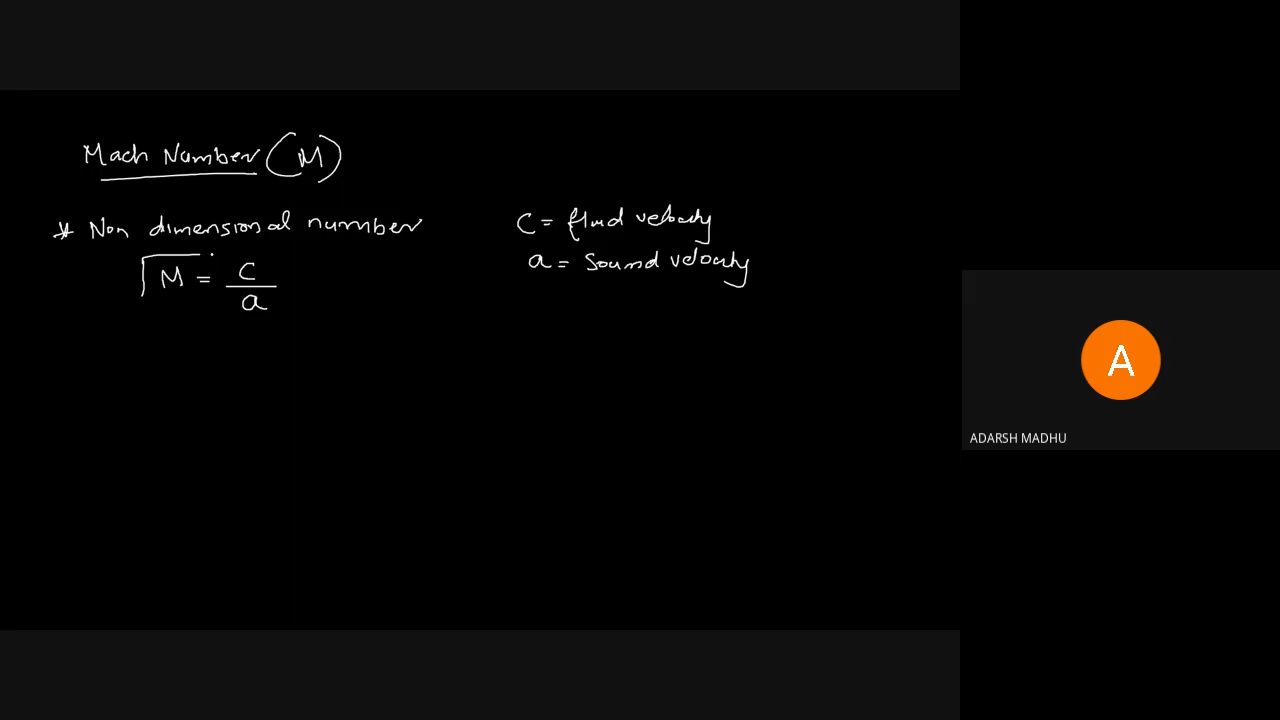 Mach Number (M)
* Non dimensional number
M = c/a
C = fluid velocity
a = Sound velocity
A
ADARSH MADHU